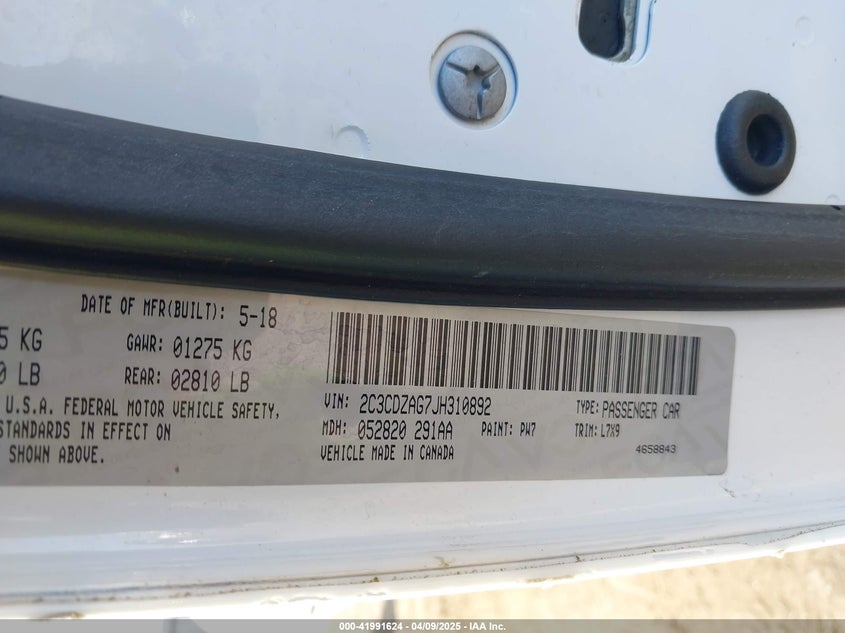 DATE OF MFR(BUILT): 5-18
5 KG GAWR: 01275 KG
0 LB REAR: 02810 LB
U.S.A. FEDERAL MOTOR VEHICLE SAFETY,
STANDARDS IN EFFECT ON
SHOWN ABOVE.
VIN: 2C3CDZAG7JH310892 TYPE: PASSENGER CAR
MDH: 052820 291AA PAINT: PW7 TRIM: L7X9
VEHICLE MADE IN CANADA 4658843
000-41991624 | 04/09/2025 - IAA Inc.